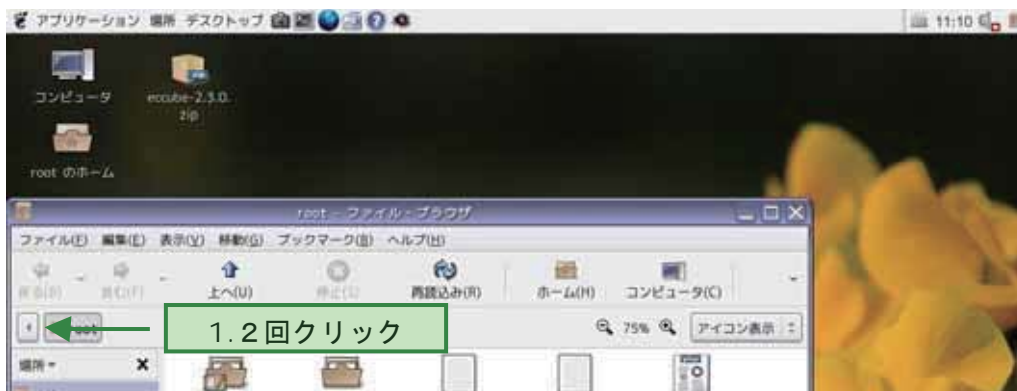 アプリケーション 場所 デスクトップ 11:10
コンピュータ
eccube-2.3.0.
zip
root のホーム
root - ファイル・ブラウザ
ファイル(F) 編集(E) 表示(V) 移動(G) ブックマーク(B) ヘルプ(H)
戻る(B) 進む(F) 上へ(U) 停止(S) 再読込み(R) ホーム(H) コンピュータ(C)
1.2回クリック
75% アイコン表示
場所